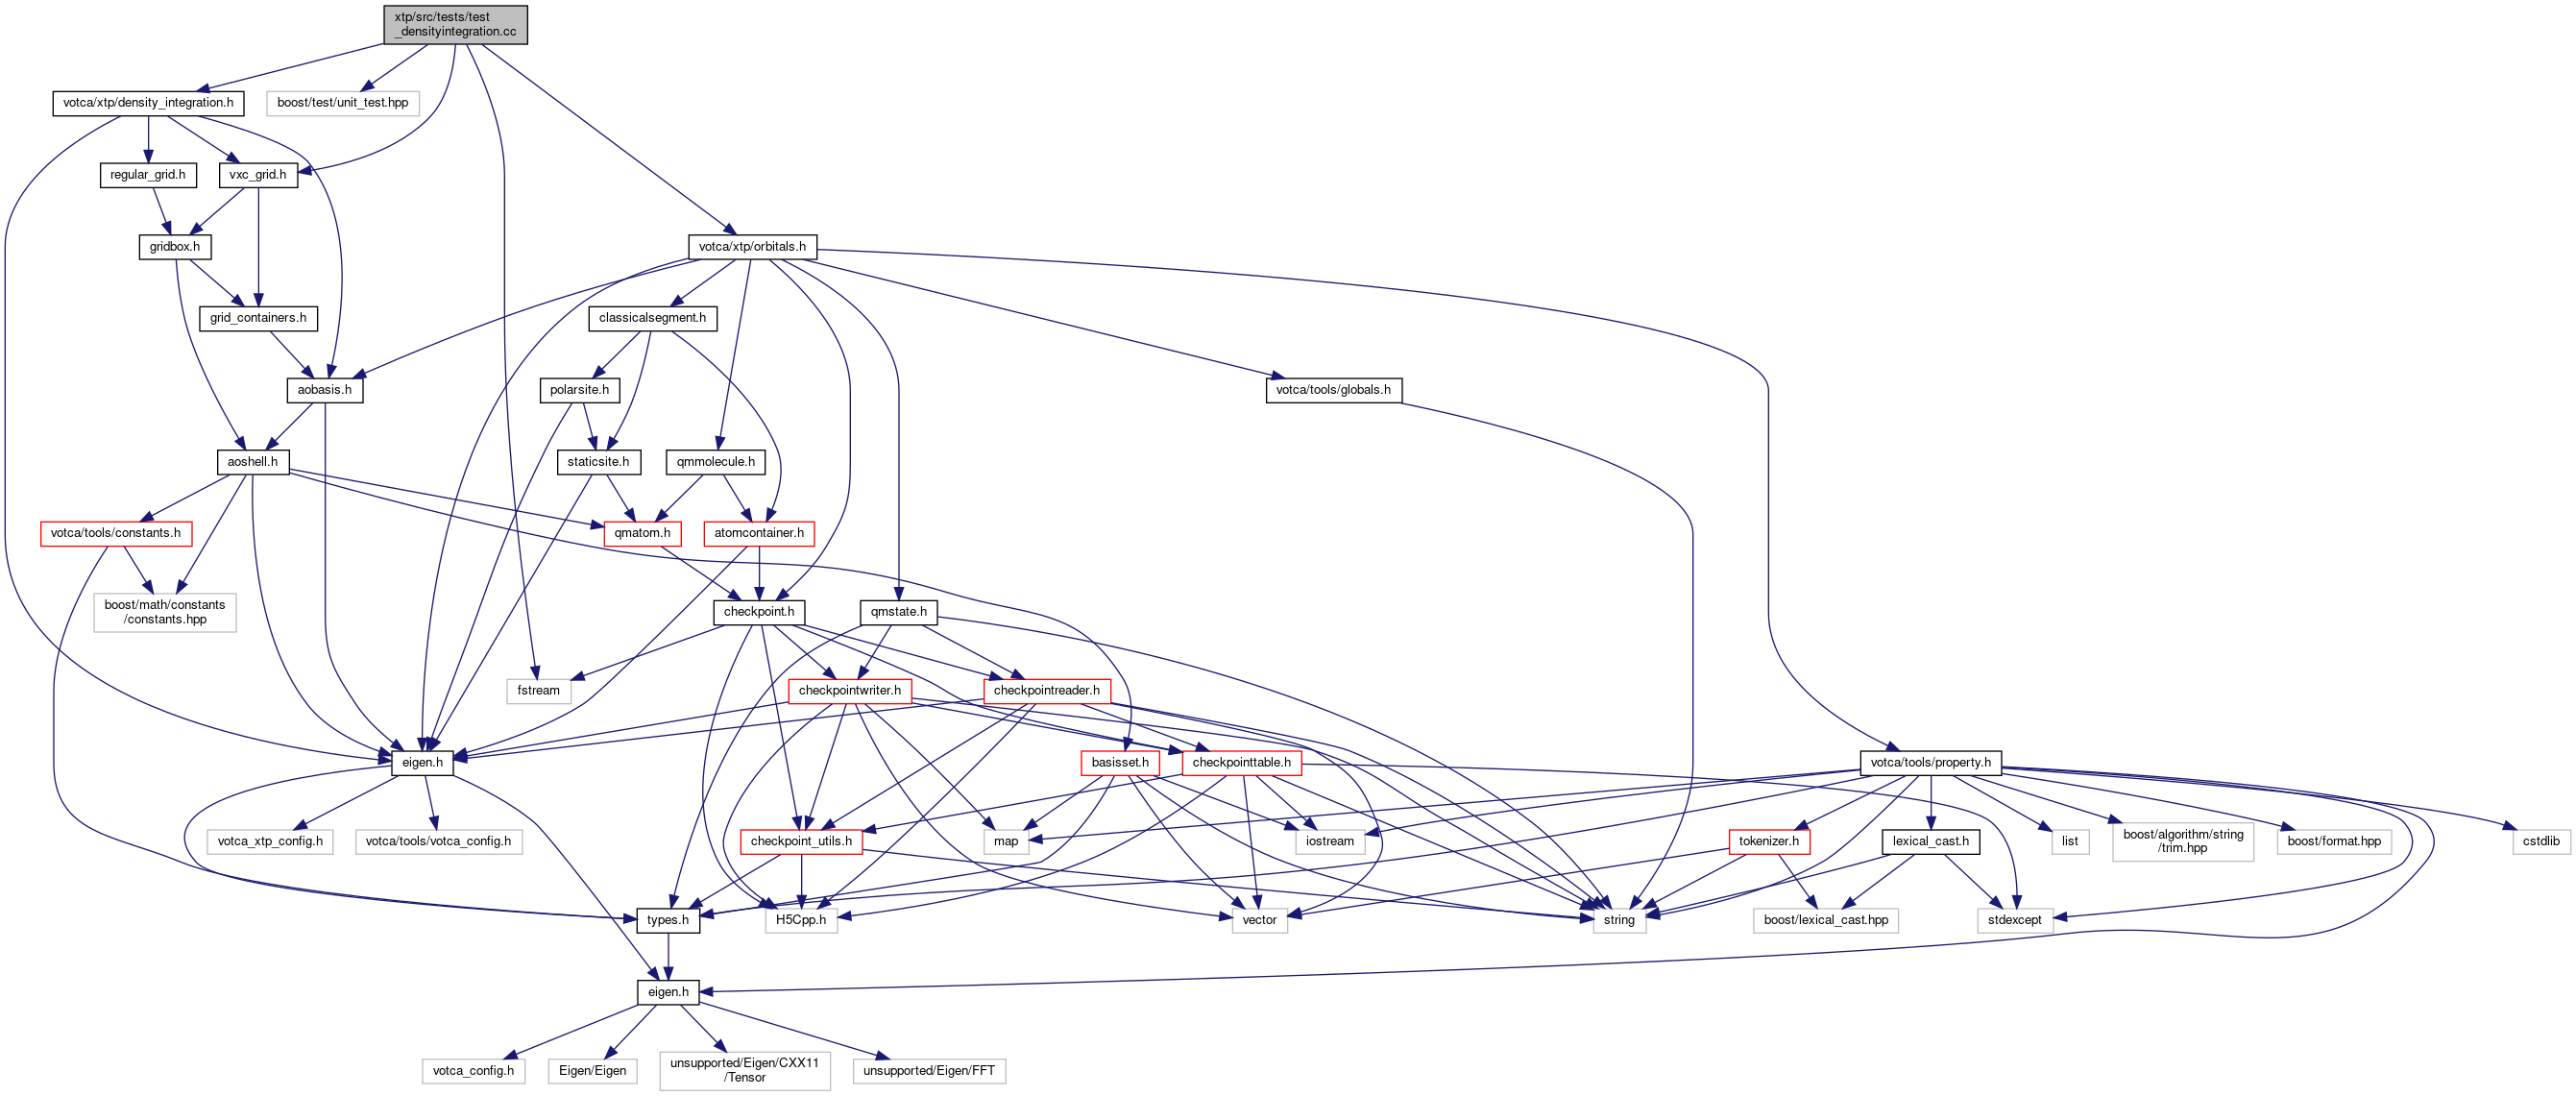 xtp/src/tests/test
_densityintegration.cc
votca/xtp/density_integration.h
boost/test/unit_test.hpp
regular_grid.h
vxc_grid.h
gridbox.h
votca/xtp/orbitals.h
grid_containers.h
classicalsegment.h
aobasis.h
polarsite.h
votca/tools/globals.h
aoshell.h
staticsite.h
qmmolecule.h
votca/tools/constants.h
qmatom.h
atomcontainer.h
boost/math/constants
/constants.hpp
checkpoint.h
qmstate.h
fstream
checkpointwriter.h
checkpointreader.h
eigen.h
basisset.h
checkpointtable.h
votca/tools/property.h
votca_xtp_config.h
votca/tools/votca_config.h
checkpoint_utils.h
map
iostream
tokenizer.h
lexical_cast.h
list
boost/algorithm/string
/trim.hpp
boost/format.hpp
cstdlib
types.h
H5Cpp.h
vector
string
boost/lexical_cast.hpp
stdexcept
eigen.h
votca_config.h
Eigen/Eigen
unsupported/Eigen/CXX11
/Tensor
unsupported/Eigen/FFT